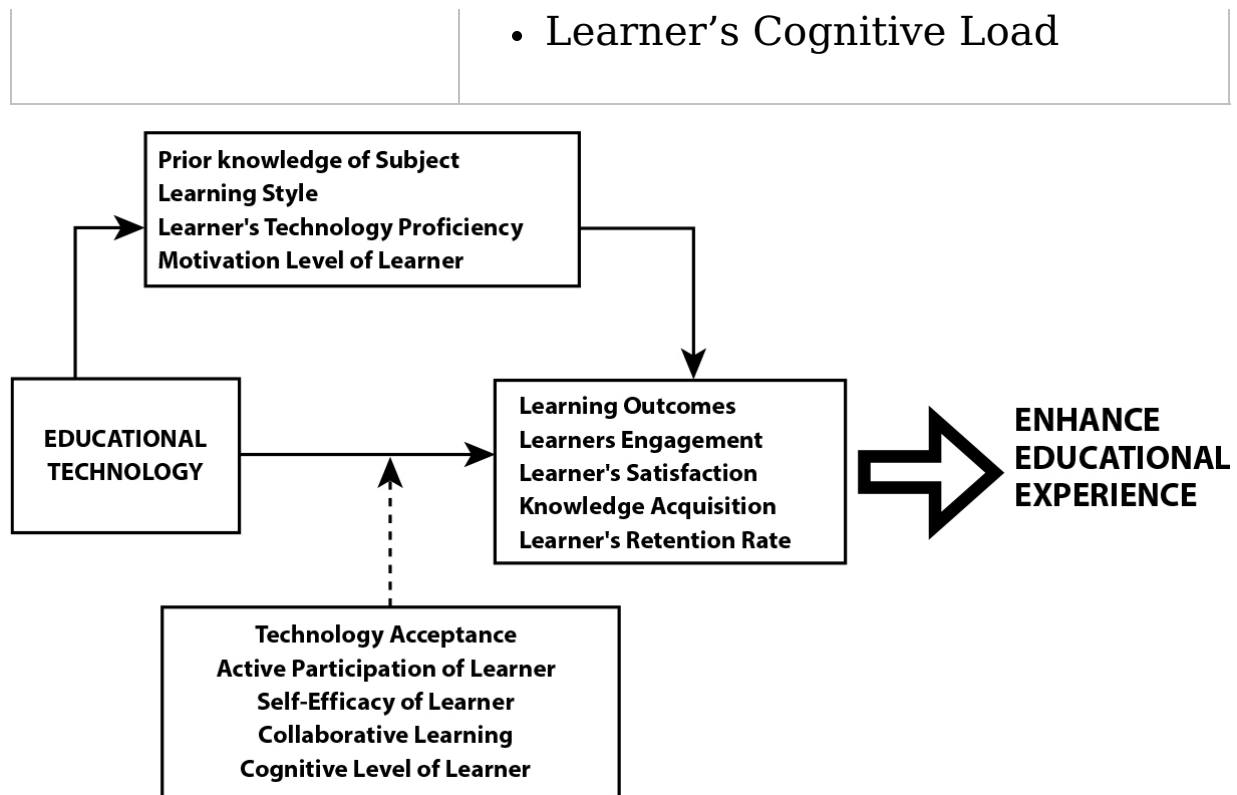 • Learner’s Cognitive Load
Prior knowledge of Subject
Learning Style
Learner's Technology Proficiency
Motivation Level of Learner
EDUCATIONAL
TECHNOLOGY
Learning Outcomes
Learners Engagement
Learner's Satisfaction
Knowledge Acquisition
Learner's Retention Rate
ENHANCE
EDUCATIONAL
EXPERIENCE
Technology Acceptance
Active Participation of Learner
Self-Efficacy of Learner
Collaborative Learning
Cognitive Level of Learner